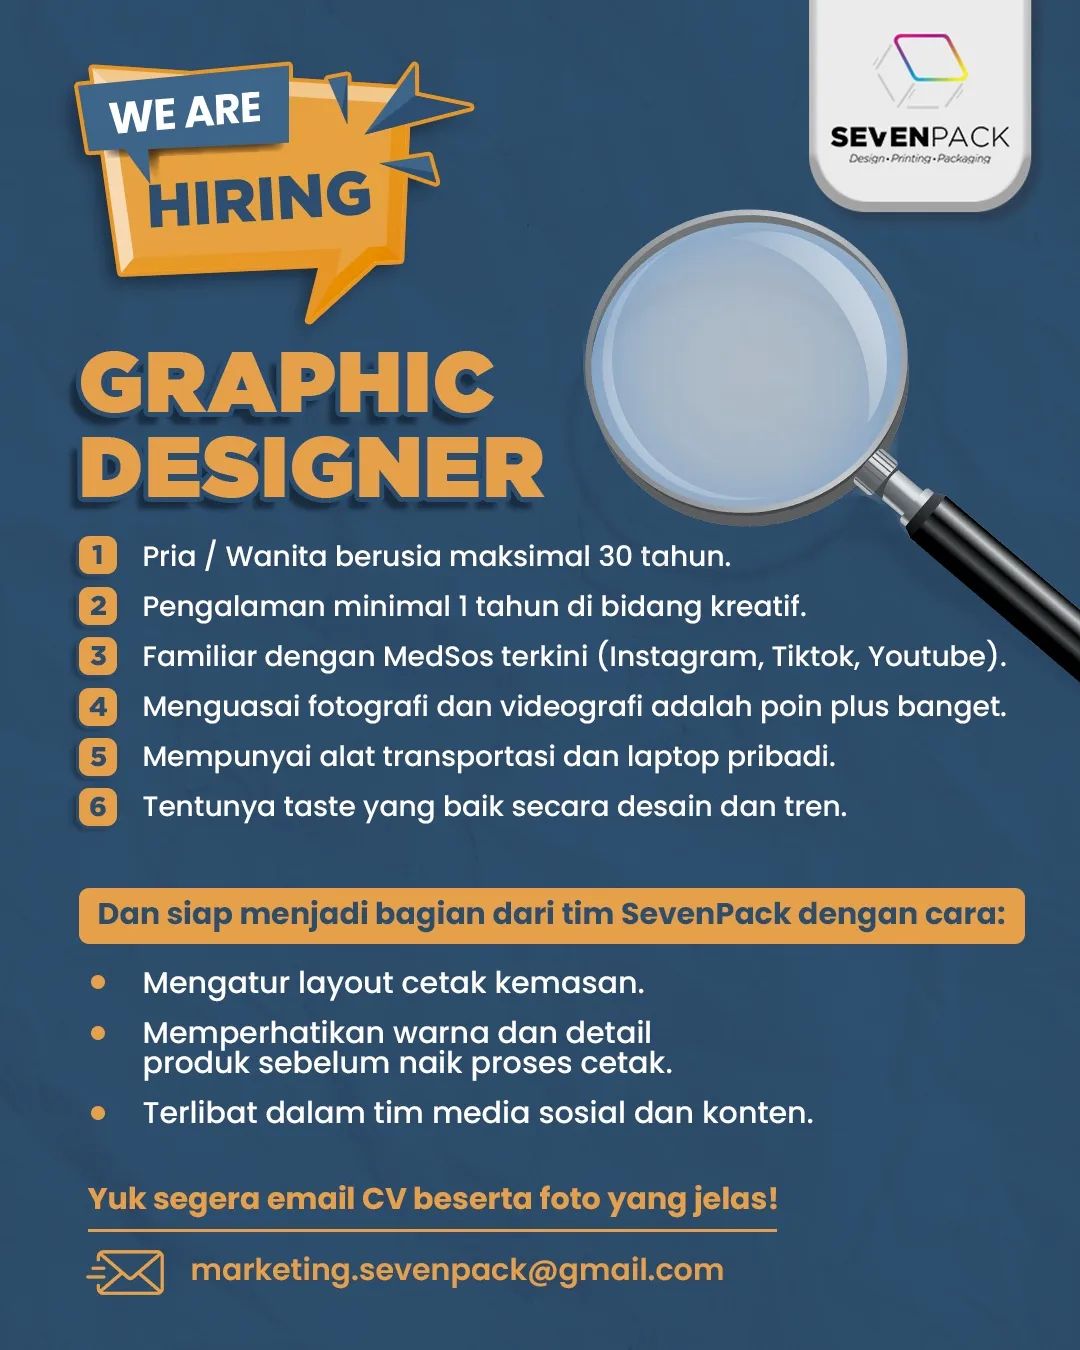 WE ARE
HIRING
SEVENPACK
Design • Printing • Packaging
GRAPHIC
DESIGNER
1 Pria / Wanita berusia maksimal 30 tahun.
2 Pengalaman minimal 1 tahun di bidang kreatif.
3 Familiar dengan MedSos terkini (Instagram, Tiktok, Youtube).
4 Menguasai fotografi dan videografi adalah poin plus banget.
5 Mempunyai alat transportasi dan laptop pribadi.
6 Tentunya taste yang baik secara desain dan tren.
Dan siap menjadi bagian dari tim SevenPack dengan cara:
• Mengatur layout cetak kemasan.
• Memperhatikan warna dan detail
produk sebelum naik proses cetak.
• Terlibat dalam tim media sosial dan konten.
Yuk segera email CV beserta foto yang jelas!
marketing.sevenpack@gmail.com